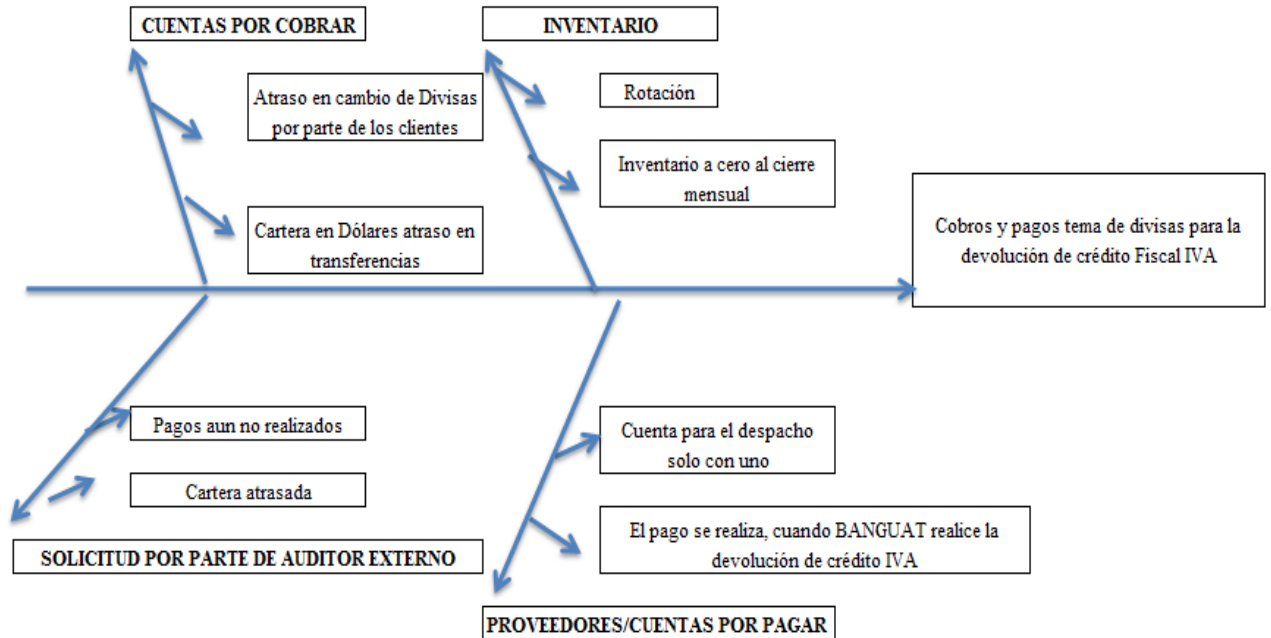 CUENTAS POR COBRAR
INVENTARIO
Atraso en cambio de Divisas
por parte de los clientes
Rotación
Inventario a cero al cierre
mensual
Cartera en Dólares atraso en
transferencias
Cobros y pagos tema de divisas para la
devolución de crédito Fiscal IVA
Pagos aun no realizados
Cartera atrasada
SOLICITUD POR PARTE DE AUDITOR EXTERNO
Cuenta para el despacho
solo con uno
El pago se realiza, cuando BANGUAT realice la
devolución de crédito IVA
PROVEEDORES/CUENTAS POR PAGAR